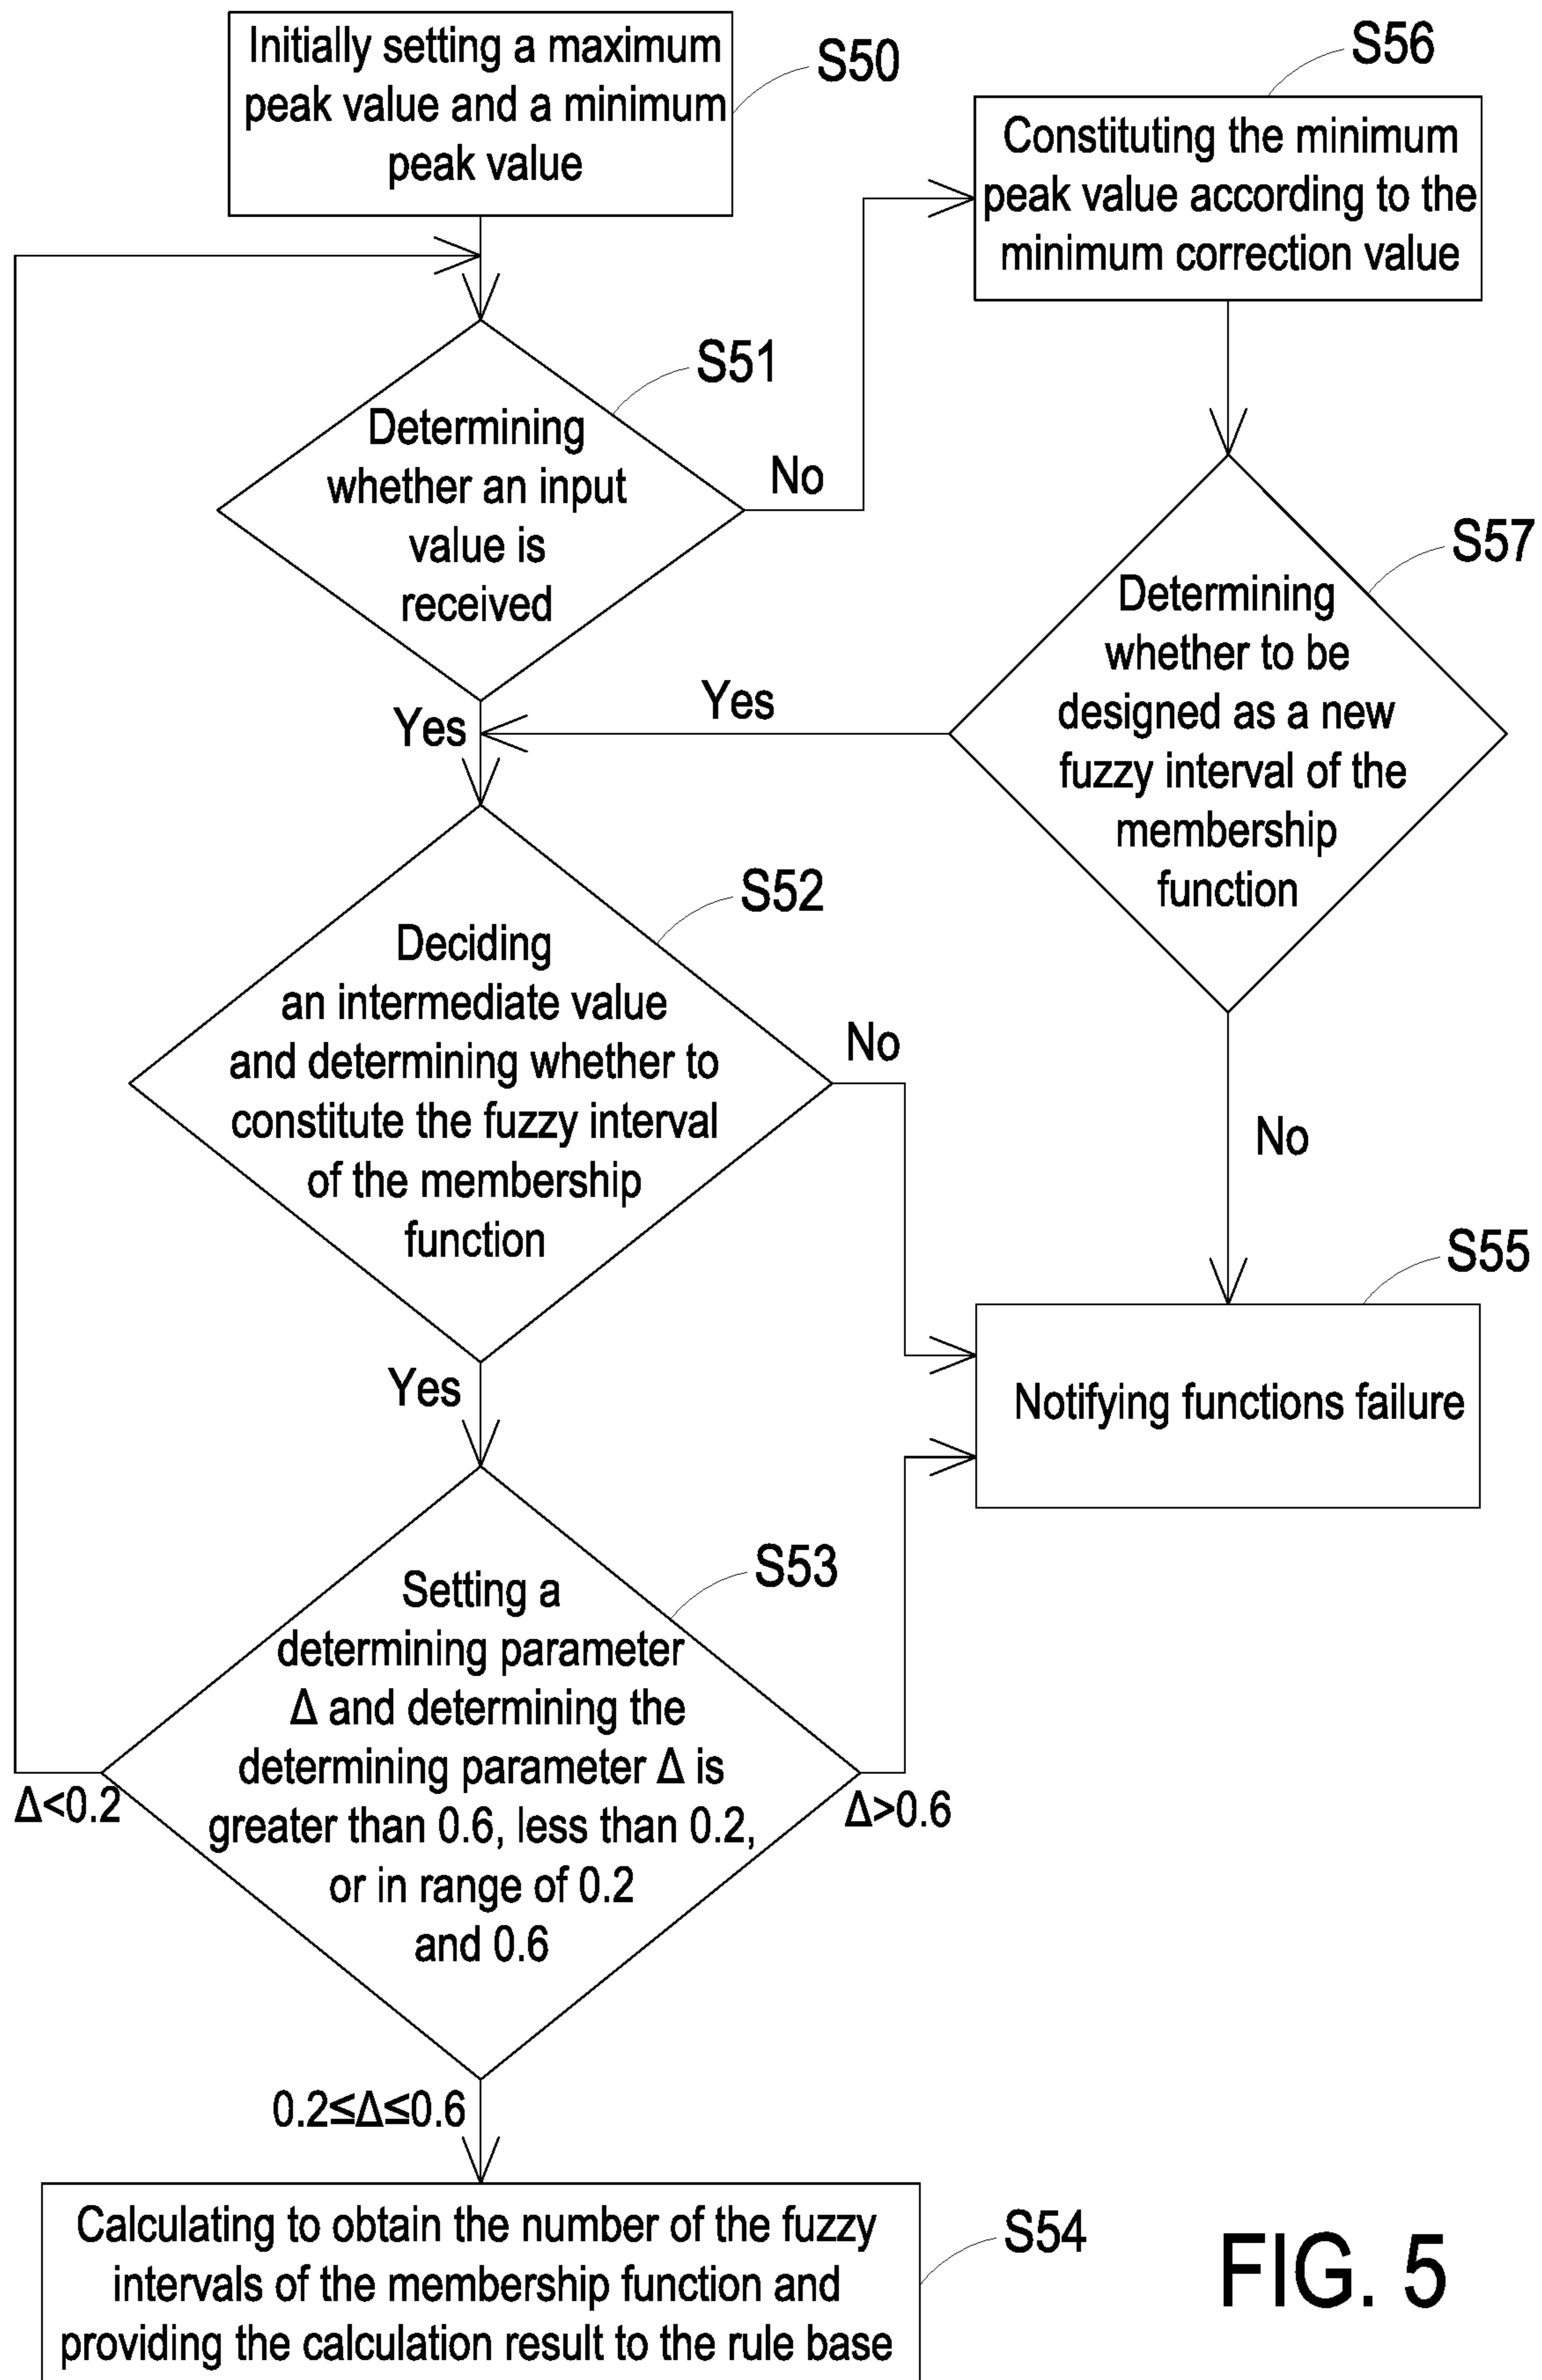 Initially setting a maximum
peak value and a minimum
peak value
S50
S56
Constituting the minimum
peak value according to the
minimum correction value
S51
Determining
whether an input
value is
received
No
Yes
S57
Determining
whether to be
designed as a new
fuzzy interval of the
membership
function
Yes
No
S52
Deciding
an intermediate value
and determining whether to
constitute the fuzzy interval
of the membership
function
No
Yes
S55
Notifying functions failure
S53
Setting a
determining parameter
Δ and determining the
determining parameter Δ is
greater than 0.6, less than 0.2,
or in range of 0.2
and 0.6
Δ<0.2
Δ>0.6
0.2≤Δ≤0.6
Calculating to obtain the number of the fuzzy
intervals of the membership function and
providing the calculation result to the rule base
S54
FIG. 5